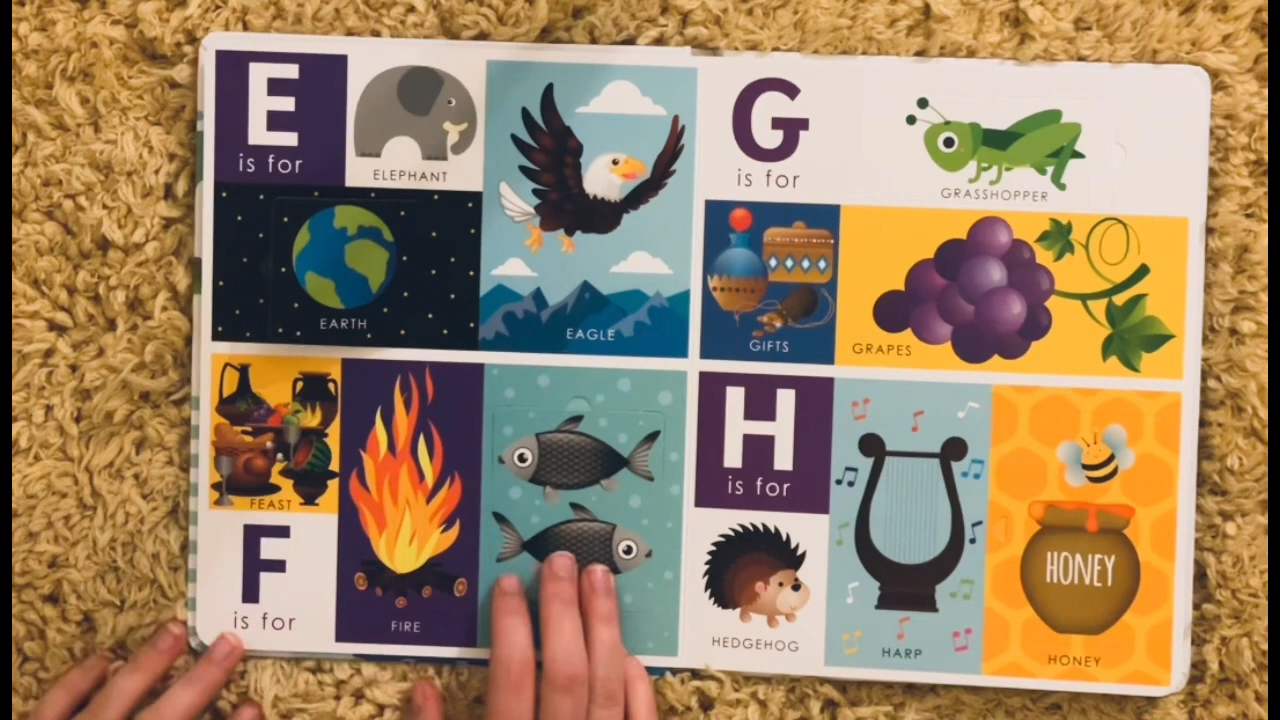 E
is for
ELEPHANT
EARTH
EAGLE
FEAST
F
is for
FIRE
G
is for
GRASSHOPPER
GIFTS
GRAPES
H
is for
HEDGEHOG
HARP
HONEY
HONEY